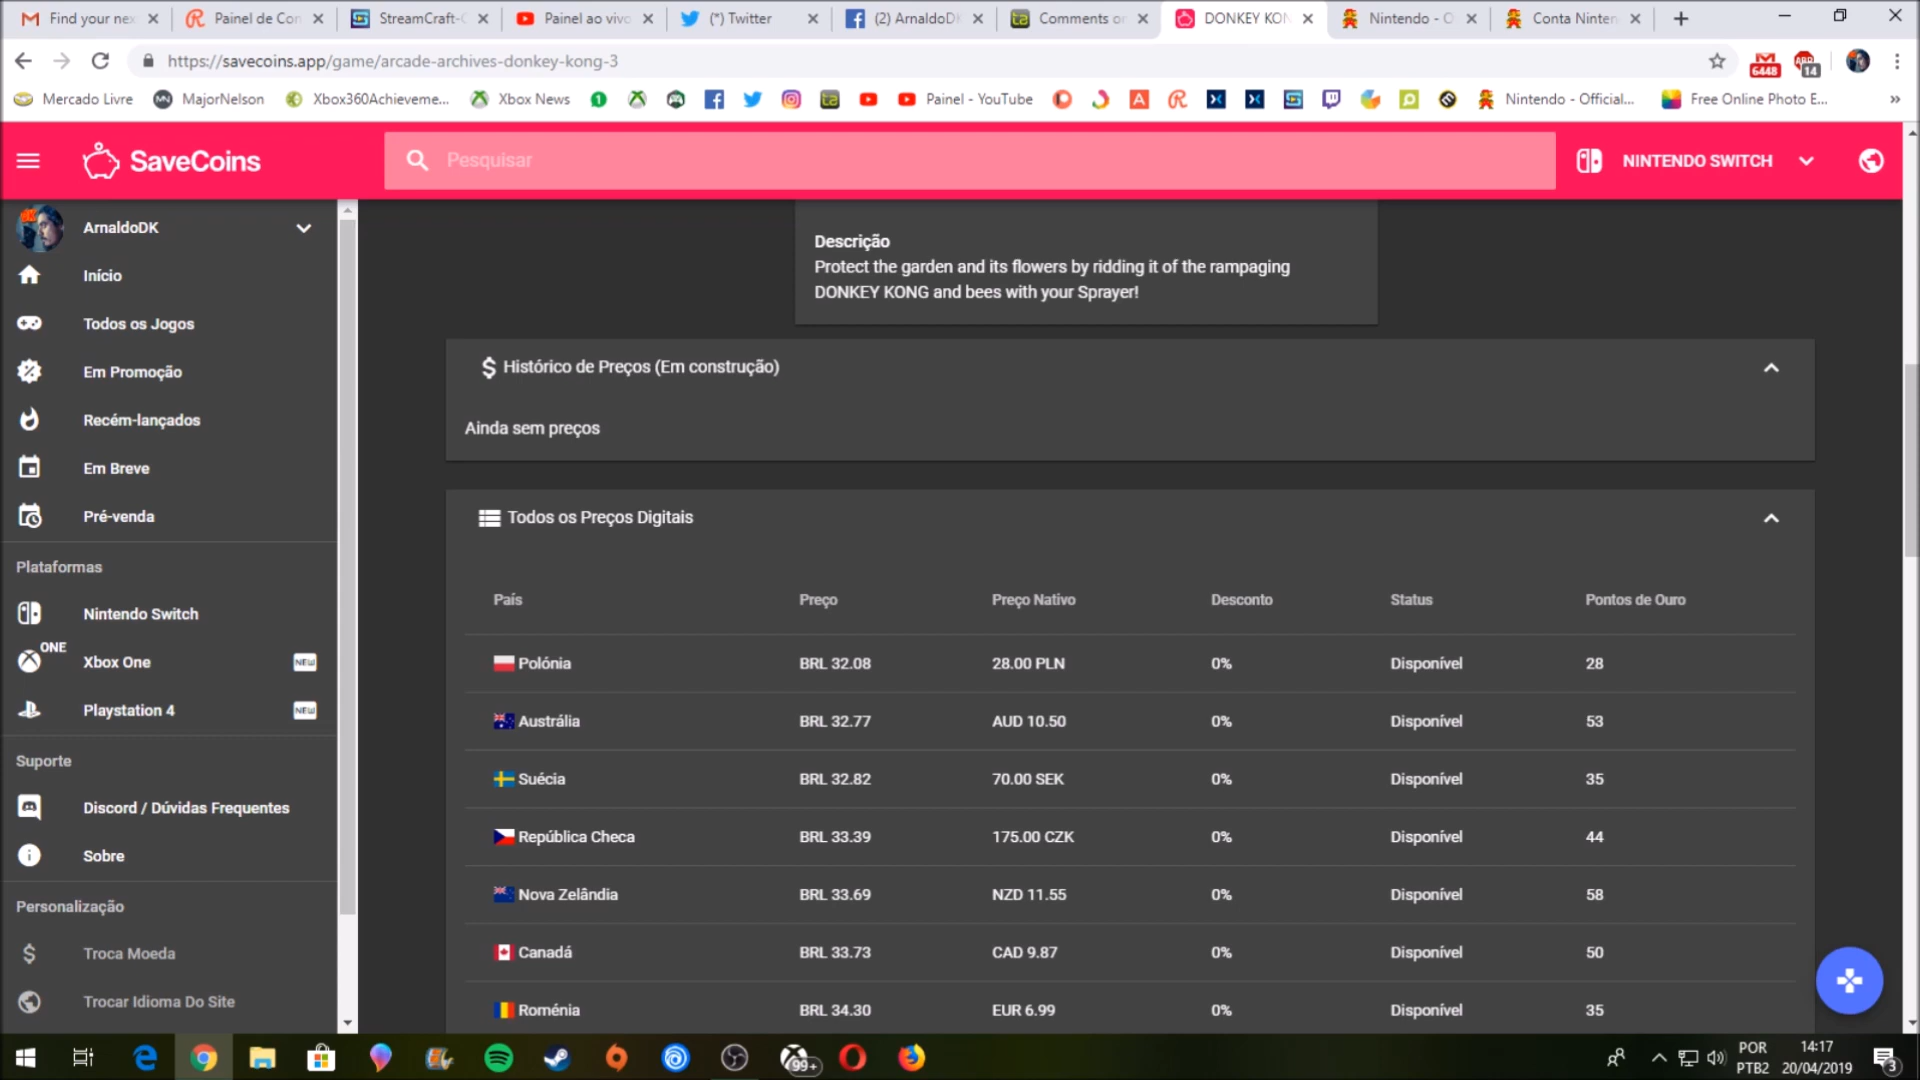 Find your nex
Painel de Con
StreamCraft-C
Painel ao vivo
(*) Twitter
(2) ArnaldoDK
Comments on
DONKEY KON
Nintendo - O
Conta Ninten
https://savecoins.app/game/arcade-archives-donkey-kong-3
6448
14
Mercado Livre
MajorNelson
Xbox360Achieveme...
Xbox News
Painel - YouTube
Nintendo - Official...
Free Online Photo E...
SaveCoins
Pesquisar
NINTENDO SWITCH
ArnaldoDK
Início
Todos os Jogos
Em Promoção
Recém-lançados
Em Breve
Pré-venda
Plataformas
Nintendo Switch
ONE
Xbox One
NEW
Playstation 4
NEW
Suporte
Discord / Dúvidas Frequentes
Sobre
Personalização
Troca Moeda
Trocar Idioma Do Site
Descrição
Protect the garden and its flowers by ridding it of the rampaging
DONKEY KONG and bees with your Sprayer!
Histórico de Preços (Em construção)
Ainda sem preços
Todos os Preços Digitais
País Preço Preço Nativo Desconto Status Pontos de Ouro
Polónia BRL 32.08 28.00 PLN 0% Disponível 28
Austrália BRL 32.77 AUD 10.50 0% Disponível 53
Suécia BRL 32.82 70.00 SEK 0% Disponível 35
República Checa BRL 33.39 175.00 CZK 0% Disponível 44
Nova Zelândia BRL 33.69 NZD 11.55 0% Disponível 58
Canadá BRL 33.73 CAD 9.87 0% Disponível 50
Roménia BRL 34.30 EUR 6.99 0% Disponível 35
99+
POR
PTB2
14:17
20/04/2019
3